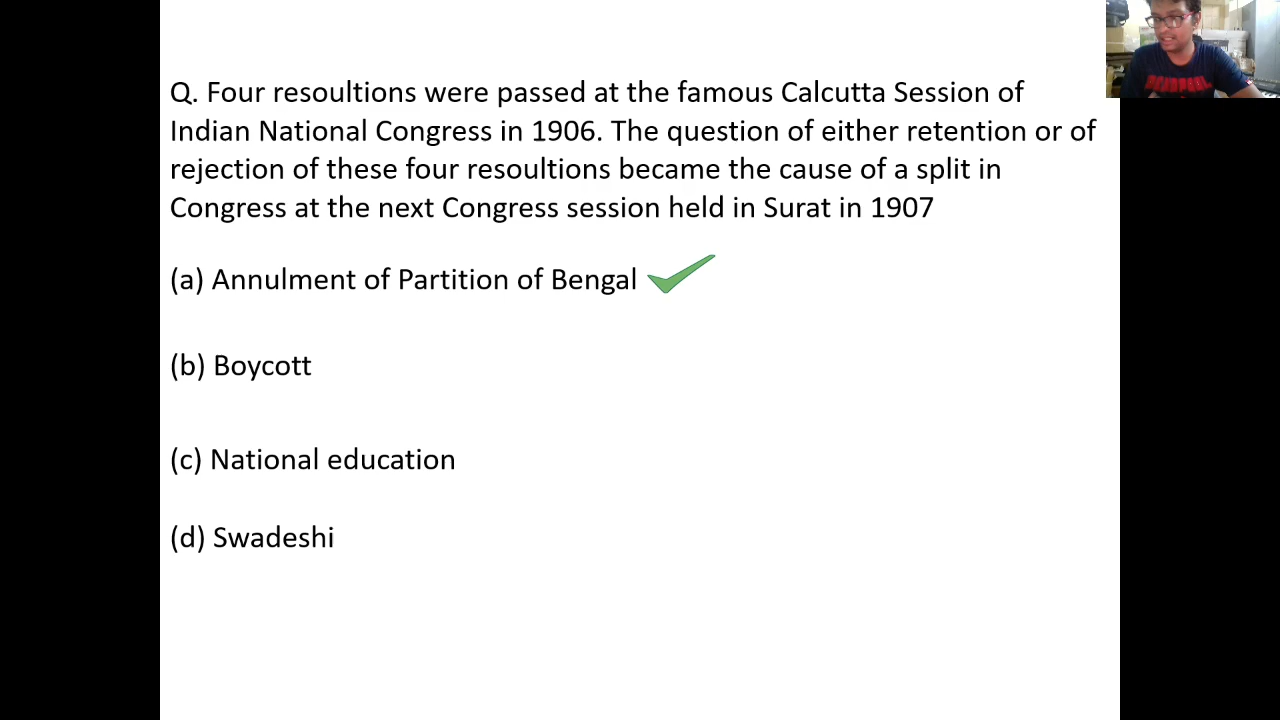 Q. Four resoultions were passed at the famous Calcutta Session of
Indian National Congress in 1906. The question of either retention or of
rejection of these four resoultions became the cause of a split in
Congress at the next Congress session held in Surat in 1907
(a) Annulment of Partition of Bengal
(b) Boycott
(c) National education
(d) Swadeshi